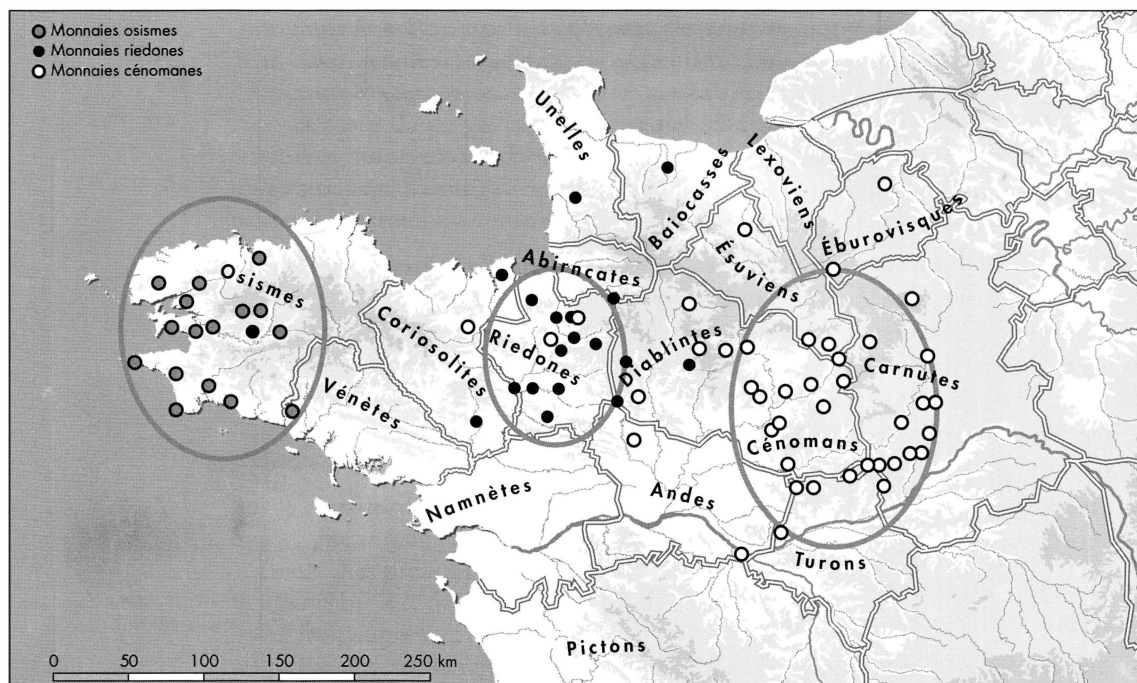 Monnaies osismes
Monnaies riedones
Monnaies cénomanes
Unelles
Baiocasses
Lexoviens
Éburovisques
Ésuviens
Abirncates
Osismes
Coriosolites
Riedones
Diablintes
Carnutes
Vénètes
Cénomans
Namnètes
Andes
Turons
Pictons
0 50 100 150 200 250 km